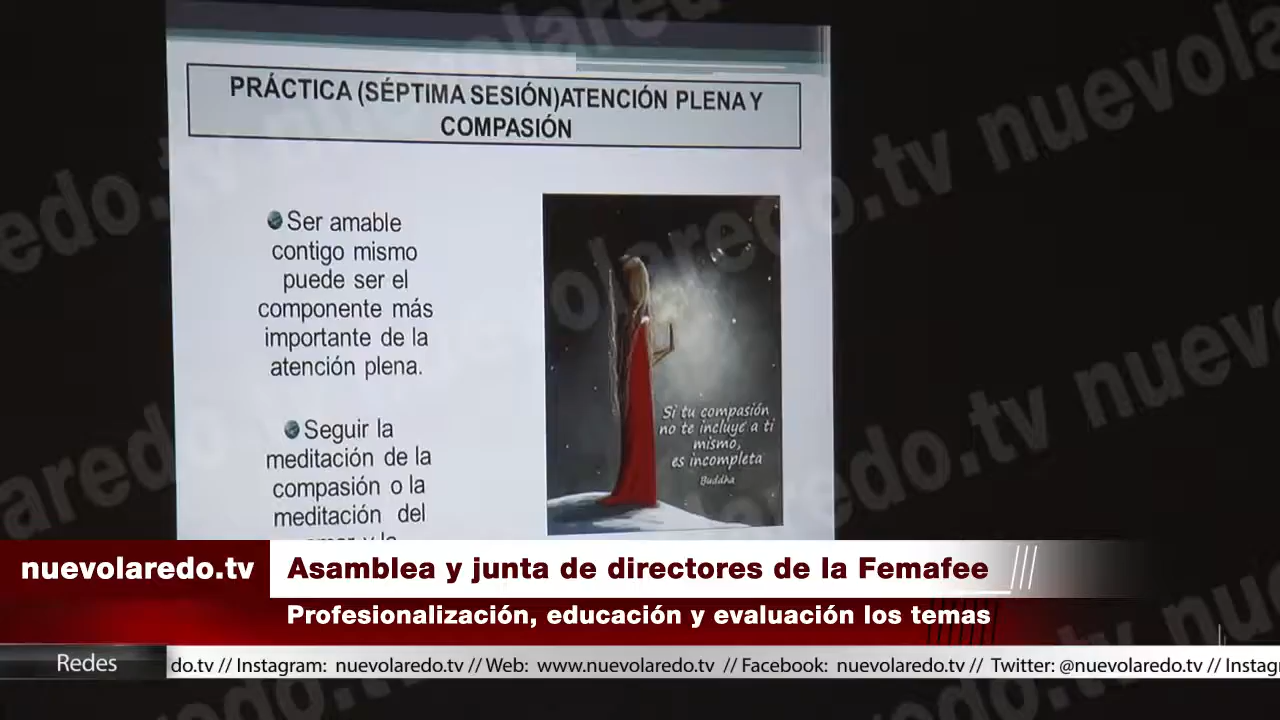 PRÁCTICA (SÉPTIMA SESIÓN)ATENCIÓN PLENA Y
COMPASIÓN
Ser amable
contigo mismo
puede ser el
componente más
importante de la
atención plena.
Seguir la
meditación de la
compasión o la
meditación del
Si tu compasión
no te incluye a ti
mismo,
es incompleta
Buddha
nuevolaredo.tv
Asamblea y junta de directores de la Femafee
Profesionalización, educación y evaluación los temas
Redes
do.tv // Instagram: nuevolaredo.tv // Web: www.nuevolaredo.tv // Facebook: nuevolaredo.tv // Twitter: @nuevolaredo.tv // Instag
nuevolaredo.tv